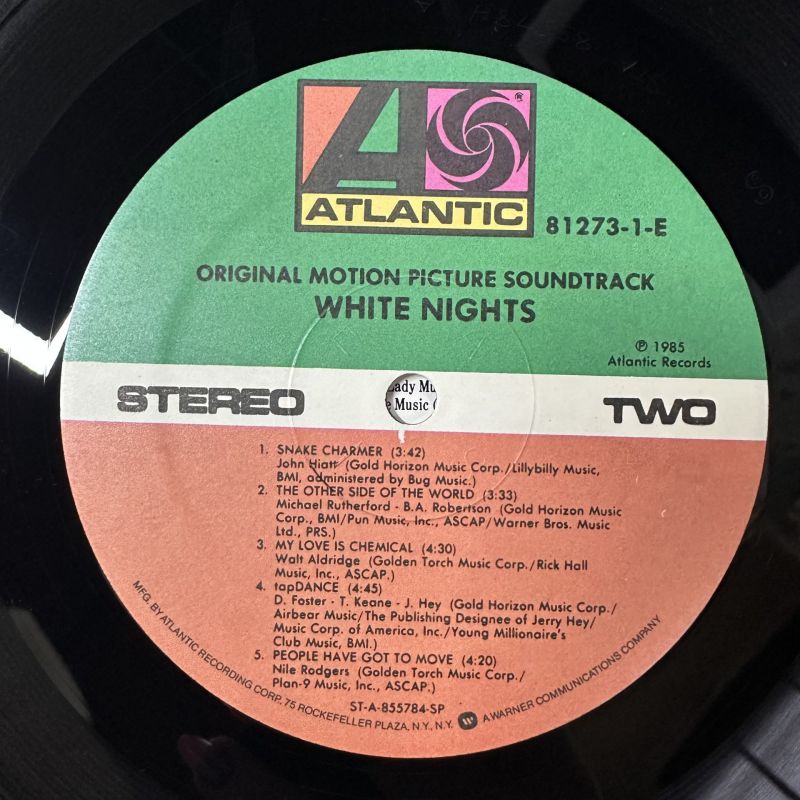 ATLANTIC
®
81273-1-E
ORIGINAL MOTION PICTURE SOUNDTRACK
WHITE NIGHTS
℗ 1985
Atlantic Records
STEREO
TWO
Lady Mu
Music
1. SNAKE CHARMER (3:42)
John Hiatt (Gold Horizon Music Corp./Lillybilly Music,
BMI, administered by Bug Music.)
2. THE OTHER SIDE OF THE WORLD (3:33)
Michael Rutherford - B.A. Robertson (Gold Horizon Music
Corp., BMI/Pun Music, Inc., ASCAP/Warner Bros. Music
Ltd., PRS.)
3. MY LOVE IS CHEMICAL (4:30)
Walt Aldridge (Golden Torch Music Corp./Rick Hall
Music, Inc., ASCAP.)
4. tapDANCE (4:45)
D. Foster - T. Keane - J. Hey (Gold Horizon Music Corp./
Airbear Music/The Publishing Designee of Jerry Hey/
Music Corp. of America, Inc./Young Millionaire's
Club Music, BMI.)
5. PEOPLE HAVE GOT TO MOVE (4:20)
Nile Rodgers (Golden Torch Music Corp./
Plan-9 Music, Inc., ASCAP.)
ST-A-855784-SP
MFG. BY ATLANTIC RECORDING CORP. 75 ROCKEFELLER PLAZA, N.Y., N.Y. W A WARNER COMMUNICATIONS COMPANY